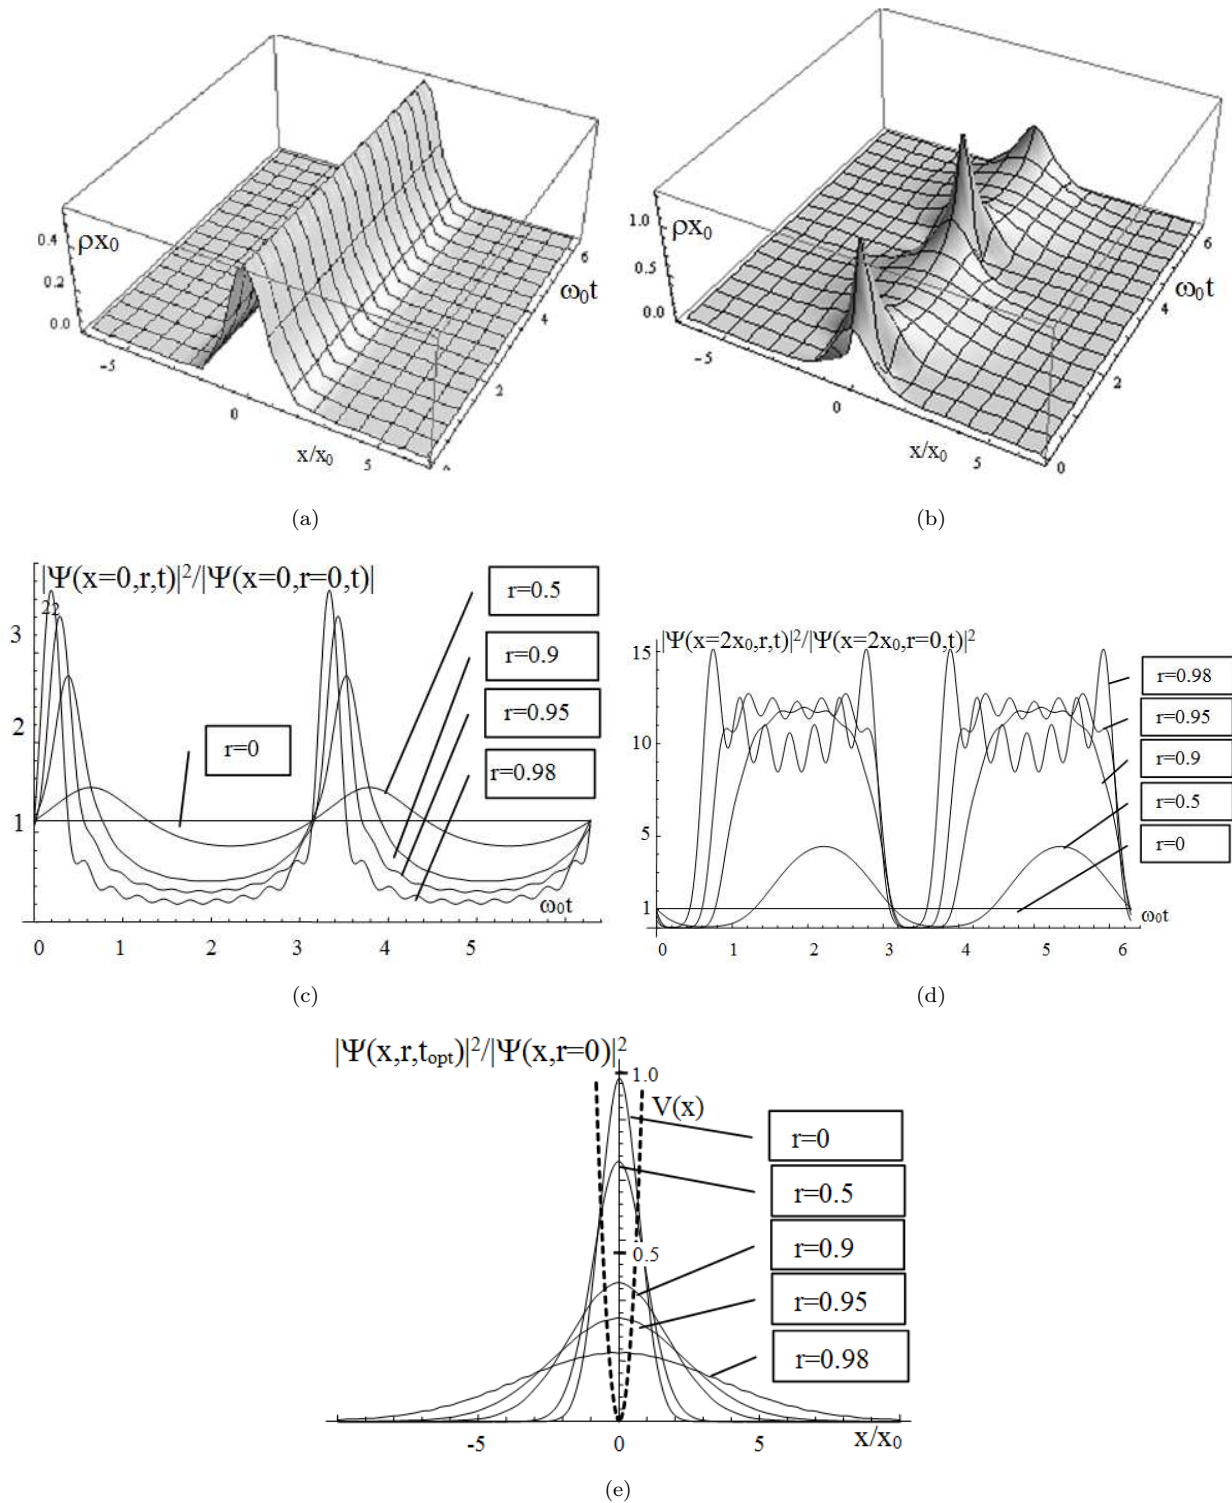 0.4
ρx₀
0.2
0.0
-5
0
x/x₀
5
2
4
6
ω₀t
(a)
1.0
ρx₀
0.5
0.0
-5
0
x/x₀
5
0
2
4
6
ω₀t
(b)
|Ψ(x=0,r,t)|²/|Ψ(x=0,r=0,t)|
22
3
2
1
r=0.5
r=0.9
r=0.95
r=0.98
r=0
ω₀t
0 1 2 3 4 5
(c)
|Ψ(x=2x₀,r,t)|²/|Ψ(x=2x₀,r=0,t)|²
15
10
5
1
r=0.98
r=0.95
r=0.9
r=0.5
r=0
ω₀t
0 1 2 3 4 5 6
(d)
|Ψ(x,r,tₒₚₜ)|²/|Ψ(x,r=0)|²
1.0
V(x)
0.5
r=0
r=0.5
r=0.9
r=0.95
r=0.98
-5 0 5 x/x₀
(e)